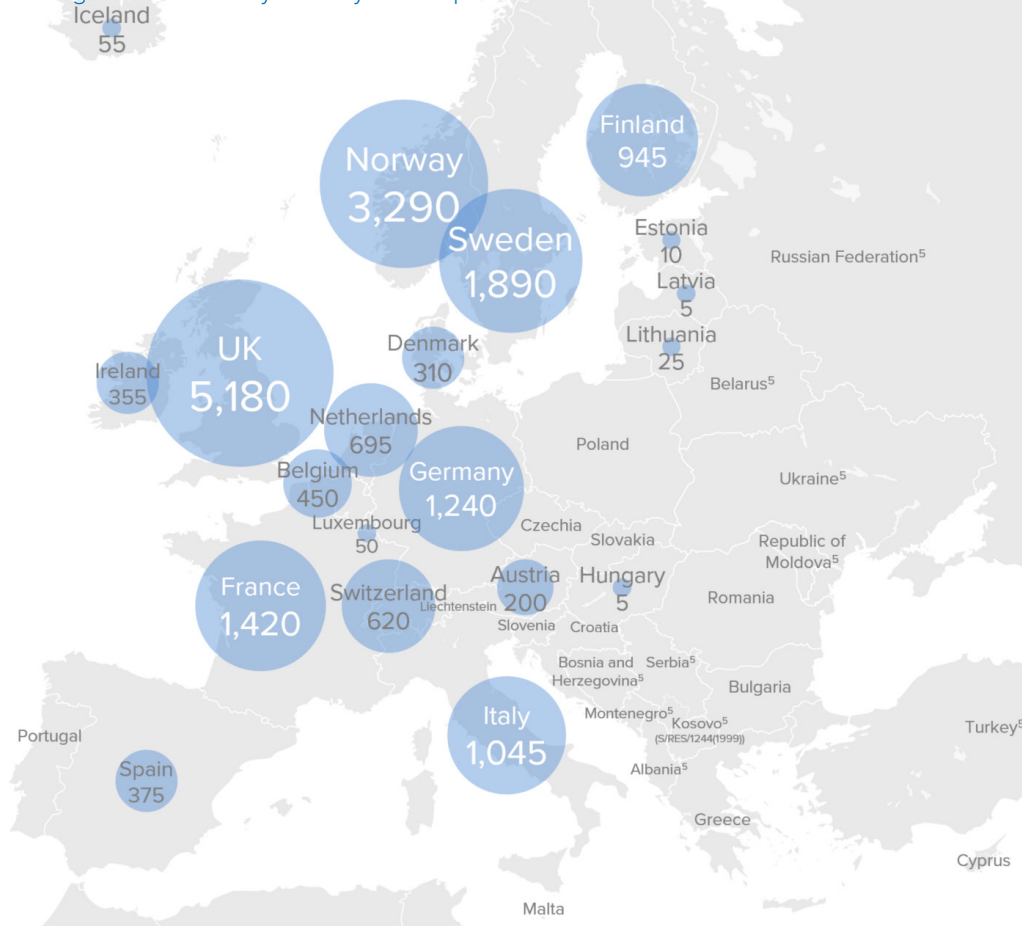 Iceland
55
Norway
3,290
Finland
945
Sweden
1,890
Estonia
10
Russian Federation⁵
Latvia
5
Lithuania
25
Denmark
310
UK
5,180
Ireland
355
Belarus⁵
Netherlands
695
Poland
Belgium
450
Germany
1,240
Ukraine⁵
Luxembourg
50
Czechia
Slovakia
Republic of
Moldova⁵
France
1,420
Switzerland
620
Liechtenstein
Austria
200
Hungary
5
Romania
Slovenia
Croatia
Bosnia and
Herzegovina⁵
Serbia⁵
Bulgaria
Montenegro⁵
Kosovo⁵
(S/RES/1244(1999))
Italy
1,045
Portugal
Turkey⁵
Spain
375
Albania⁵
Greece
Cyprus
Malta